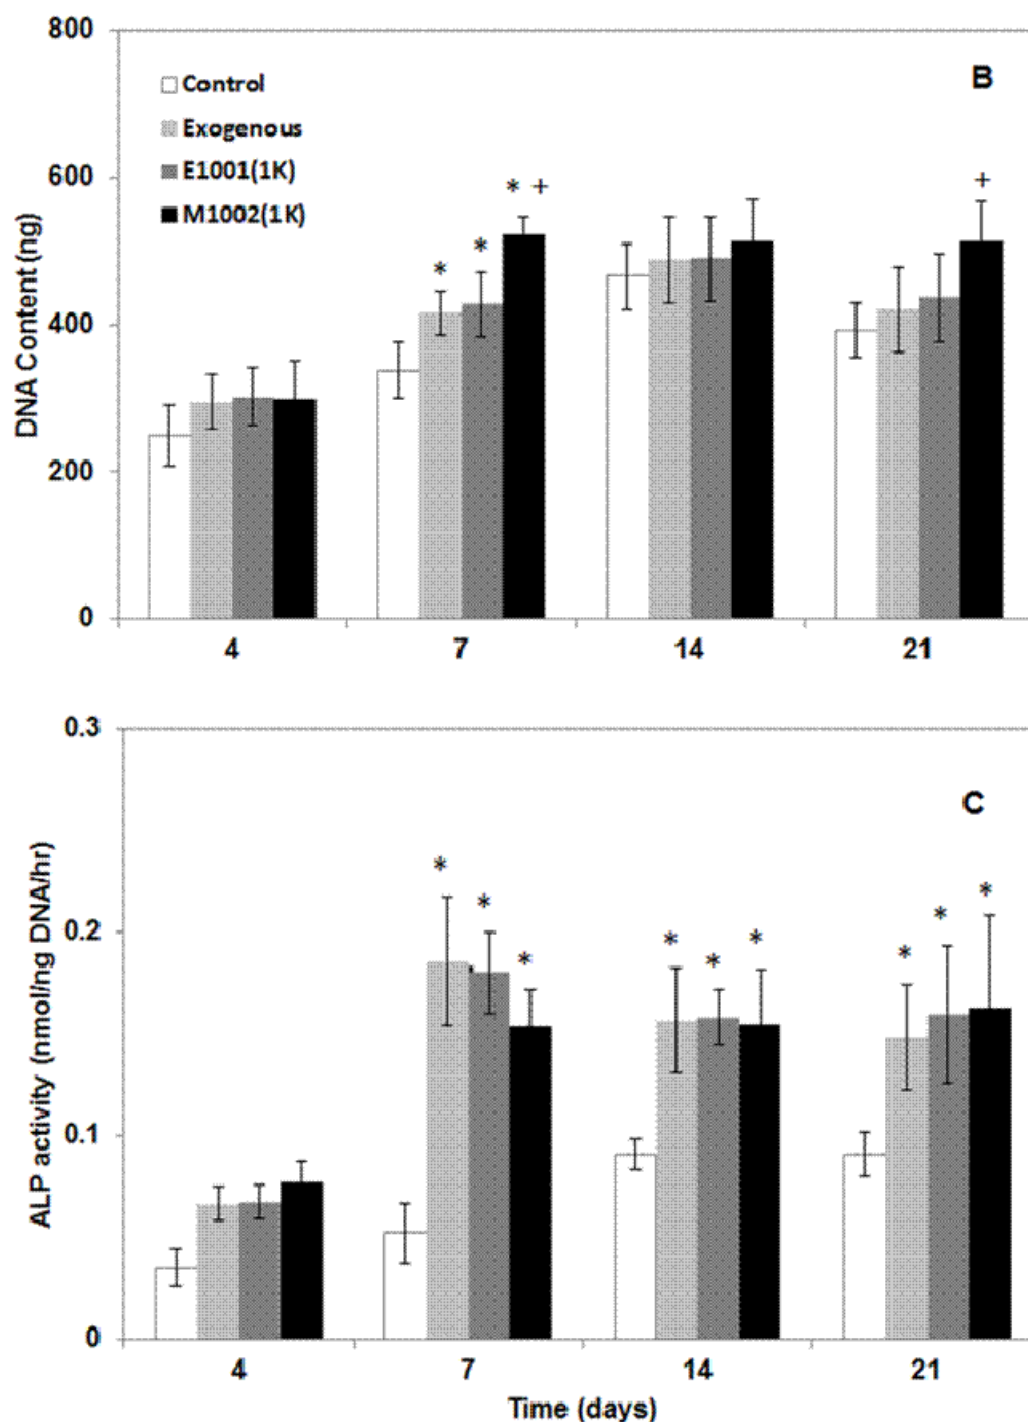 800
B
Control
Exogenous
E1001(1K)
M1002(1K)
* +
+
*
*
600
400
200
0
DNA Content (ng)
4 7 14 21
0.3
C
*
*
*
*
*
*
*
*
*
0.2
0.1
0
ALP activity (nmol/ng DNA/hr)
4 7 14 21
Time (days)